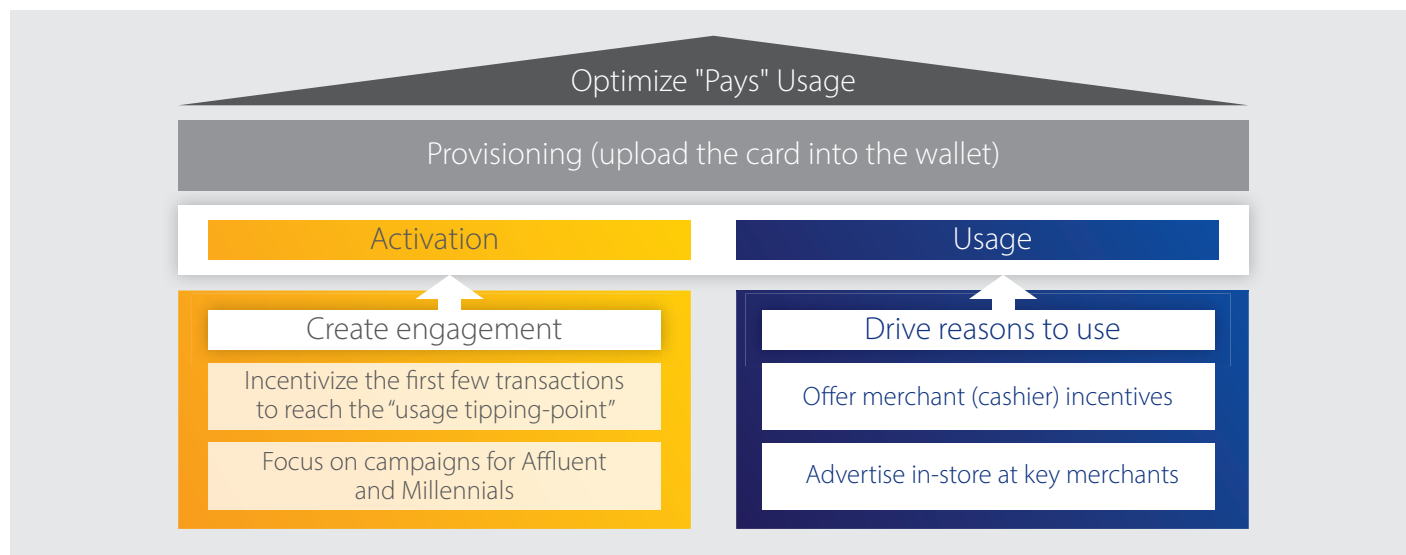 Optimize "Pays" Usage
Provisioning (upload the card into the wallet)
Activation
Usage
Create engagement
Incentivize the first few transactions
to reach the “usage tipping-point”
Focus on campaigns for Affluent
and Millennials
Drive reasons to use
Offer merchant (cashier) incentives
Advertise in-store at key merchants